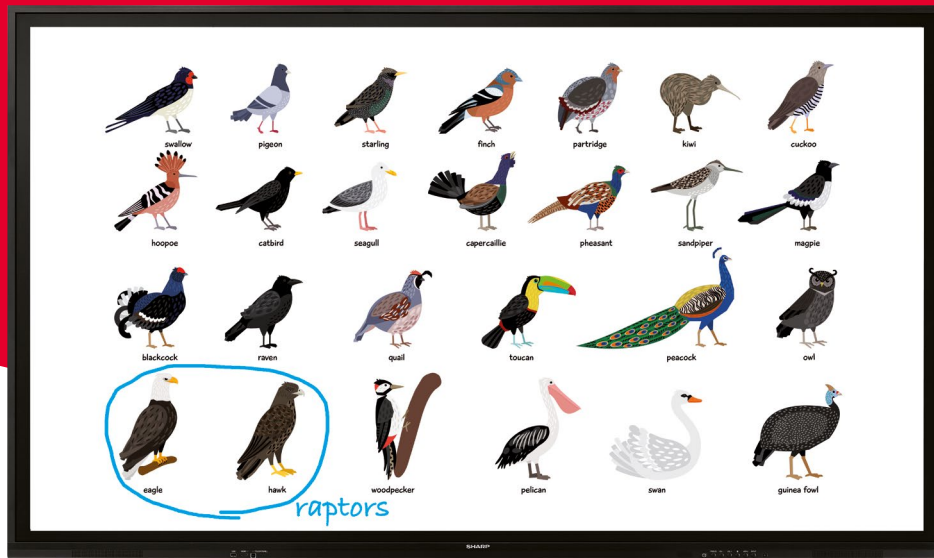 swallow pigeon starling finch partridge kiwi cuckoo
hoopoe catbird seagull capercaillie pheasant sandpiper magpie
blackcock raven quail toucan peacock owl
eagle hawk woodpecker pelican swan guinea fowl
raptors
SHARP